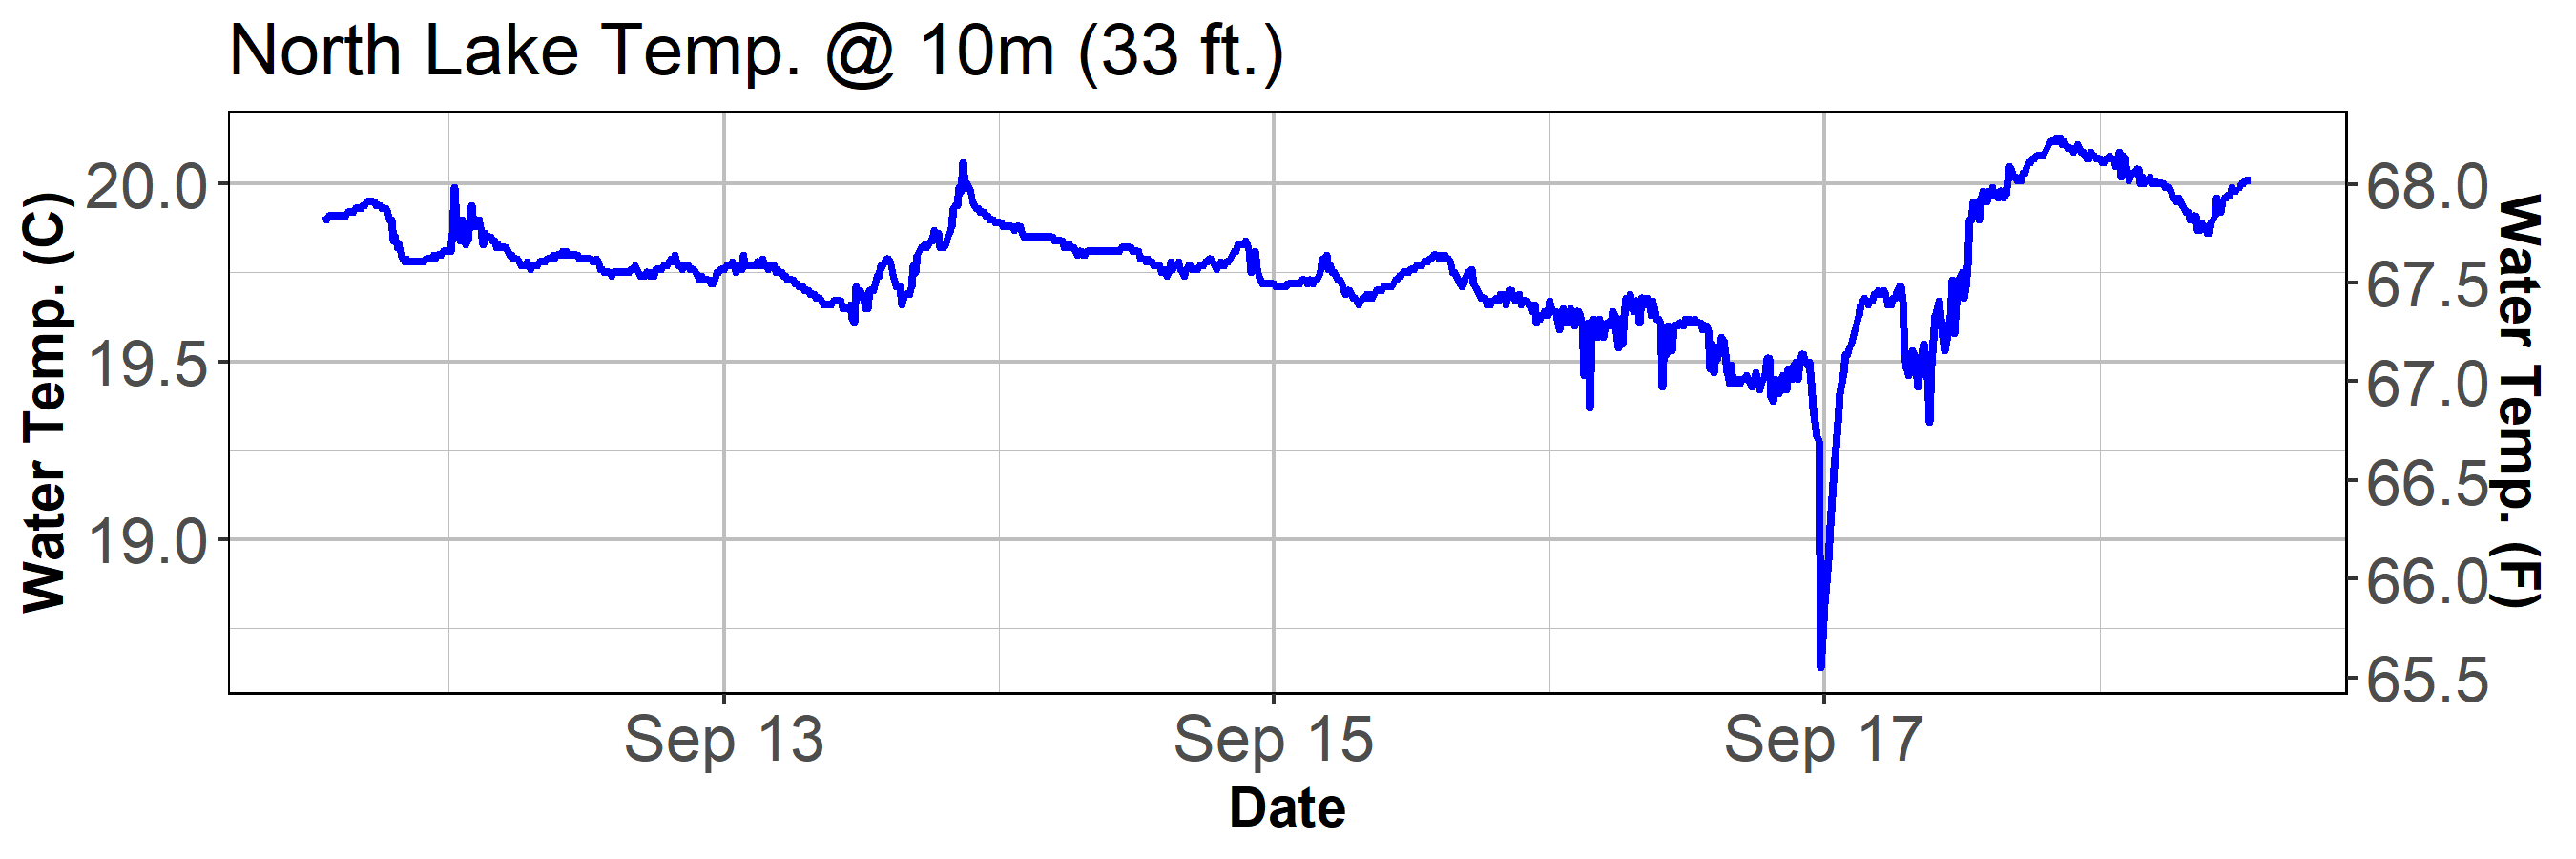 North Lake Temp. @ 10m (33 ft.)
Water Temp. (C)
20.0
19.5
19.0
68.0
67.5
67.0
66.5
66.0
65.5
Water Temp. (F)
Sep 13
Sep 15
Sep 17
Date